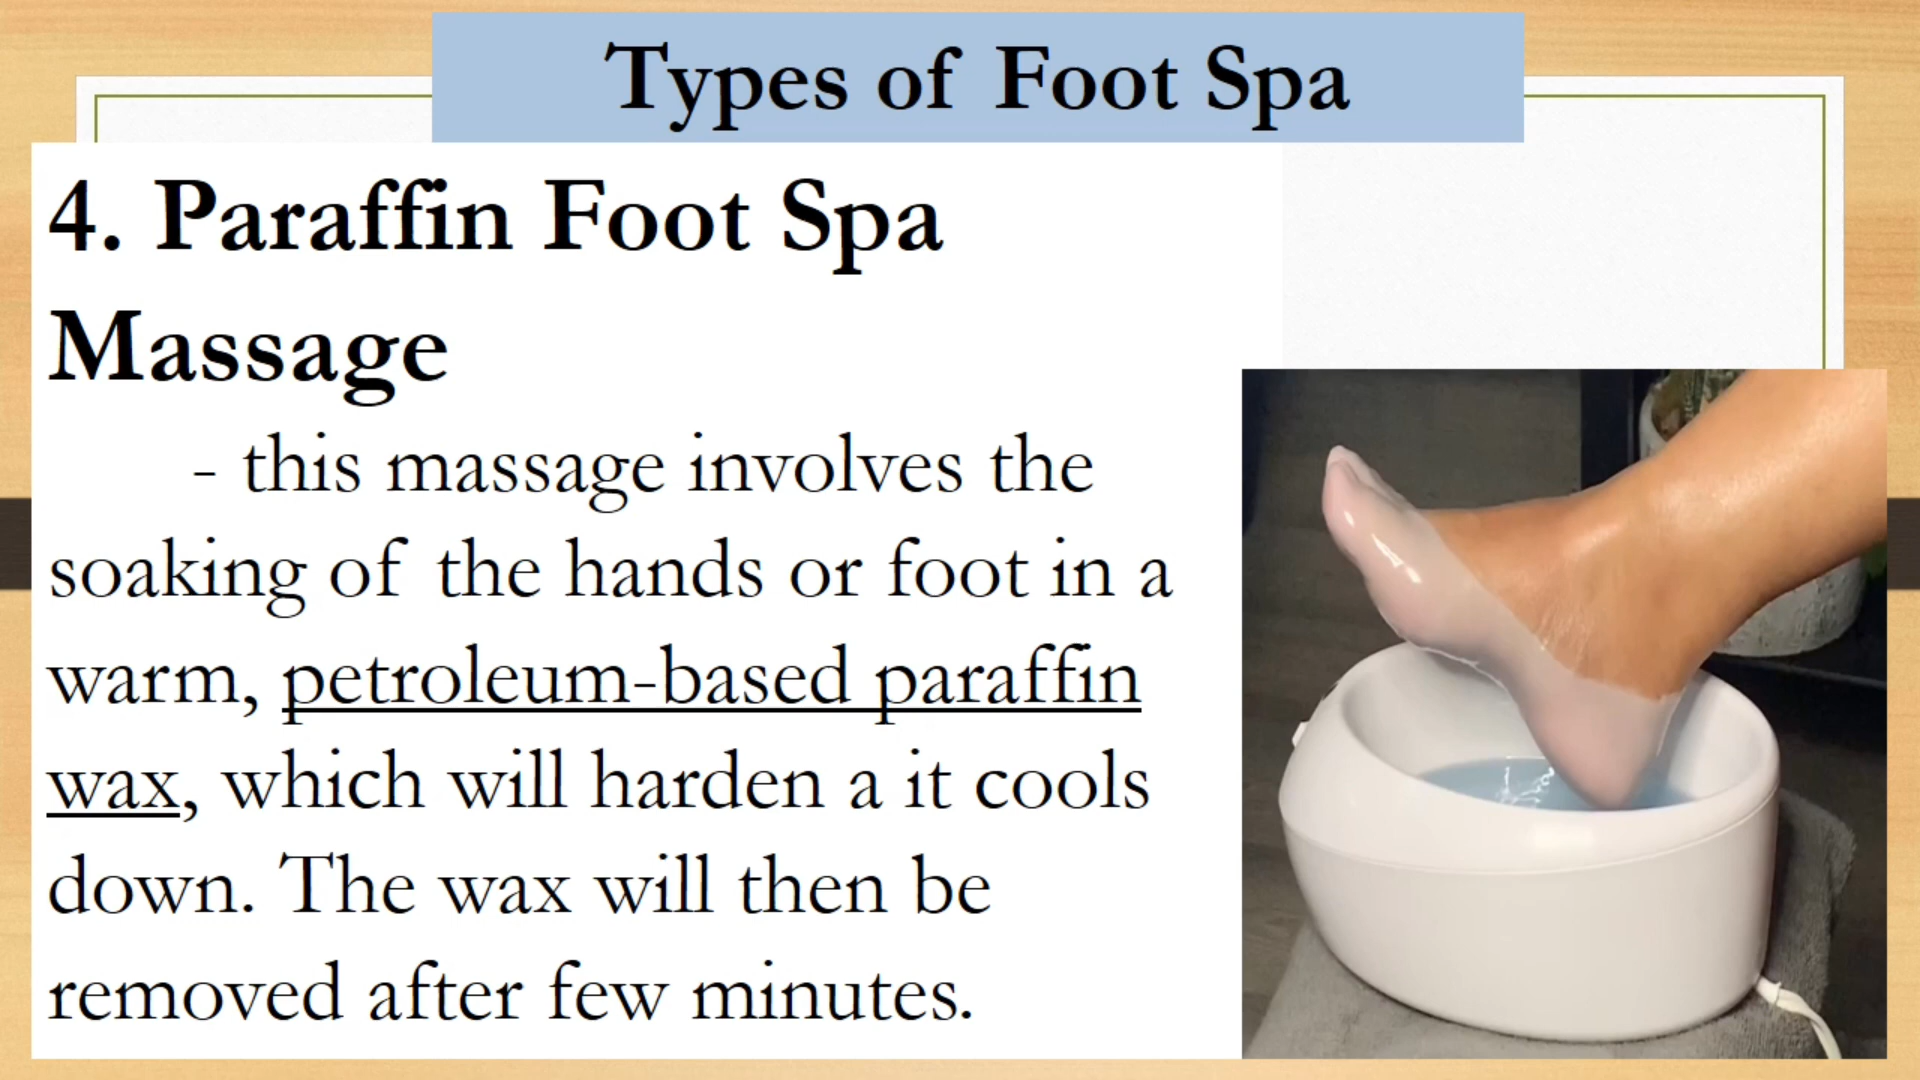 Types of Foot Spa
4. Paraffin Foot Spa
Massage
- this massage involves the
soaking of the hands or foot in a
warm, petroleum-based paraffin
wax, which will harden a it cools
down. The wax will then be
removed after few minutes.